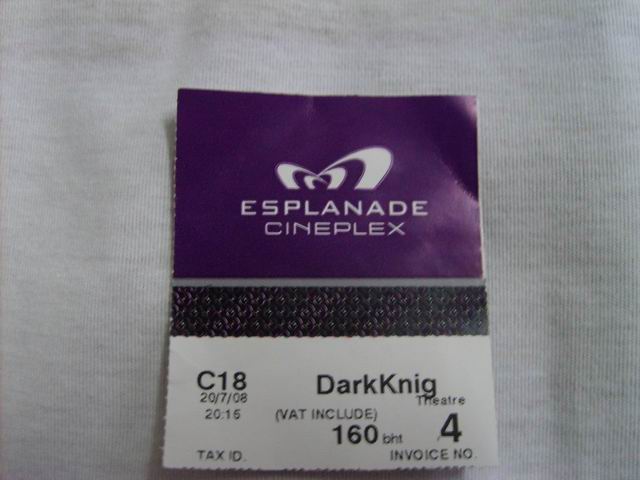 ESPLANADE
CINEPLEX
C18 DarkKnig
20/7/08 Theatre
20:15 (VAT INCLUDE)
160 bht 4
TAX ID. INVOICE NO.